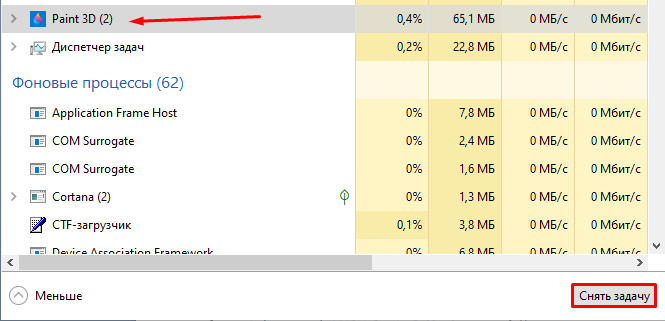 Paint 3D (2) 0,4% 65,1 МБ 0 МБ/с 0 Мбит/с
Диспетчер задач 0,2% 22,8 МБ 0 МБ/с 0 Мбит/с
Фоновые процессы (62)
Application Frame Host 0% 7,8 МБ 0 МБ/с 0 Мбит/с
COM Surrogate 0% 2,4 МБ 0 МБ/с 0 Мбит/с
COM Surrogate 0% 1,6 МБ 0 МБ/с 0 Мбит/с
Cortana (2) 0% 1,3 МБ 0 МБ/с 0 Мбит/с
CTF-загрузчик 0,1% 3,8 МБ 0 МБ/с 0 Мбит/с
Device Association Framework 0% 6,8 МБ 0 МБ/с 0 Мбит/с
Меньше Снять задачу